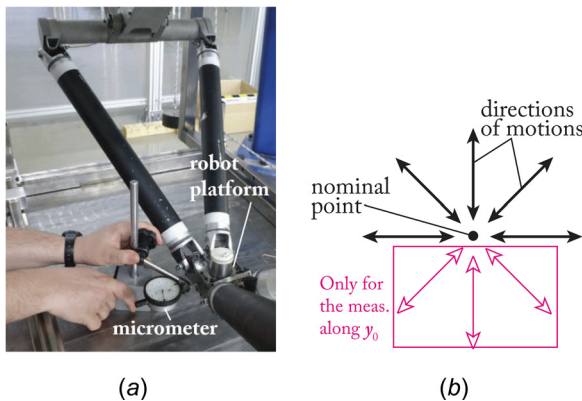 robot
platform
micrometer
directions
of motions
nominal
point
Only for
the meas.
along y₀
(a)
(b)